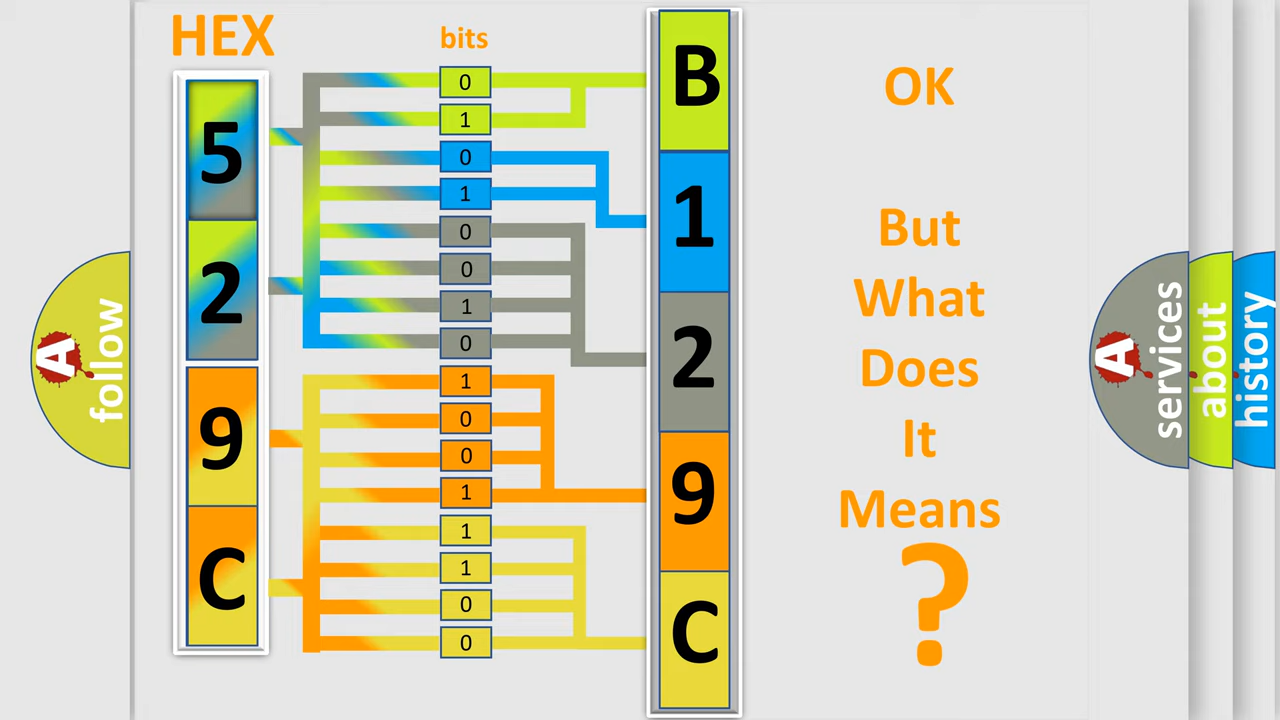 HEX
bits
5
2
9
C
0
1
0
1
0
0
1
0
1
0
0
1
1
1
0
0
B
1
2
9
C
OK
But
What
Does
It
Means
?
A
follow
A
services
about
history